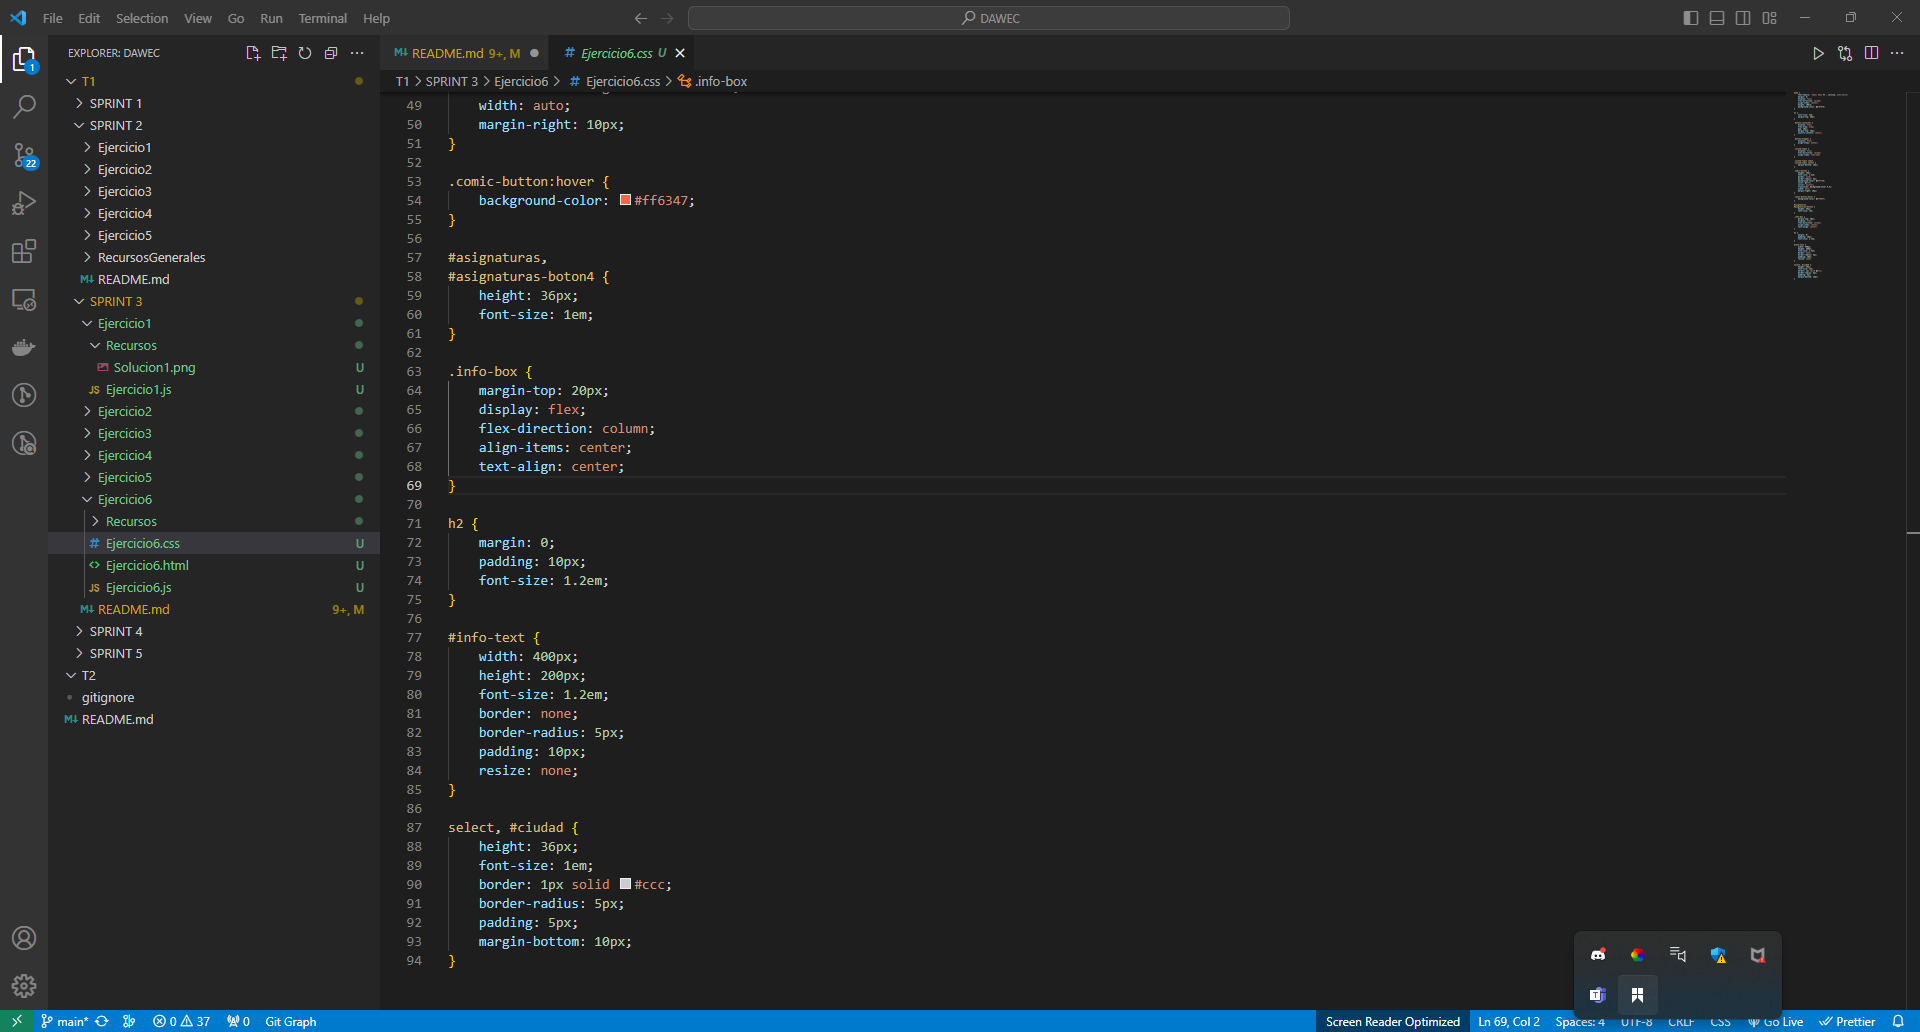 File Edit Selection View Go Run Terminal Help
DAWEC
EXPLORER: DAWEC
README.md 9+, M
Ejercicio6.css U
T1 > SPRINT 3 > Ejercicio6 > # Ejercicio6.css > .info-box
1
22
T1
SPRINT 1
SPRINT 2
Ejercicio1
Ejercicio2
Ejercicio3
Ejercicio4
Ejercicio5
RecursosGenerales
README.md
SPRINT 3
Ejercicio1
Recursos
Solucion1.png U
JS Ejercicio1.js U
Ejercicio2
Ejercicio3
Ejercicio4
Ejercicio5
Ejercicio6
Recursos
# Ejercicio6.css U
<> Ejercicio6.html U
JS Ejercicio6.js U
README.md 9+, M
SPRINT 4
SPRINT 5
T2
gitignore
README.md
49 width: auto;
50 margin-right: 10px;
51 }
52
53 .comic-button:hover {
54 background-color: #ff6347;
55 }
56
57 #asignaturas,
58 #asignaturas-boton4 {
59 height: 36px;
60 font-size: 1em;
61 }
62
63 .info-box {
64 margin-top: 20px;
65 display: flex;
66 flex-direction: column;
67 align-items: center;
68 text-align: center;
69 }
70
71 h2 {
72 margin: 0;
73 padding: 10px;
74 font-size: 1.2em;
75 }
76
77 #info-text {
78 width: 400px;
79 height: 200px;
80 font-size: 1.2em;
81 border: none;
82 border-radius: 5px;
83 padding: 10px;
84 resize: none;
85 }
86
87 select, #ciudad {
88 height: 36px;
89 font-size: 1em;
90 border: 1px solid #ccc;
91 border-radius: 5px;
92 padding: 5px;
93 margin-bottom: 10px;
94 }
main* 0 37 0 Git Graph
Screen Reader Optimized Ln 69, Col 2 Spaces: 4 UTF-8 CRLF CSS Go Live Prettier